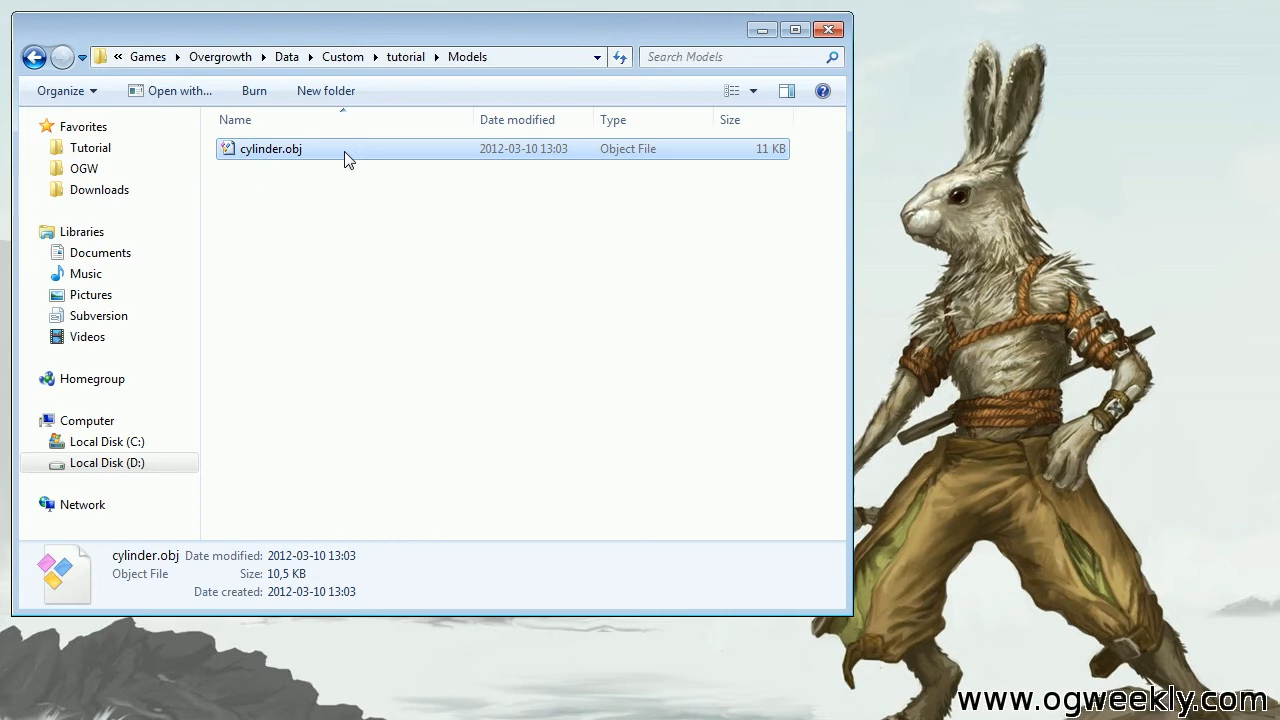 « Games Overgrowth Data Custom tutorial Models
Search Models
Organize Open with... Burn New folder
Name Date modified Type Size
cylinder.obj 2012-03-10 13:03 Object File 11 KB
Favorites
Tutorial
OGW
Downloads
Libraries
Documents
Music
Pictures
Subversion
Videos
Homegroup
Computer
Local Disk (C:)
Local Disk (D:)
Network
cylinder.obj Date modified: 2012-03-10 13:03
Object File Size: 10,5 KB
Date created: 2012-03-10 13:03
www.ogweekly.com